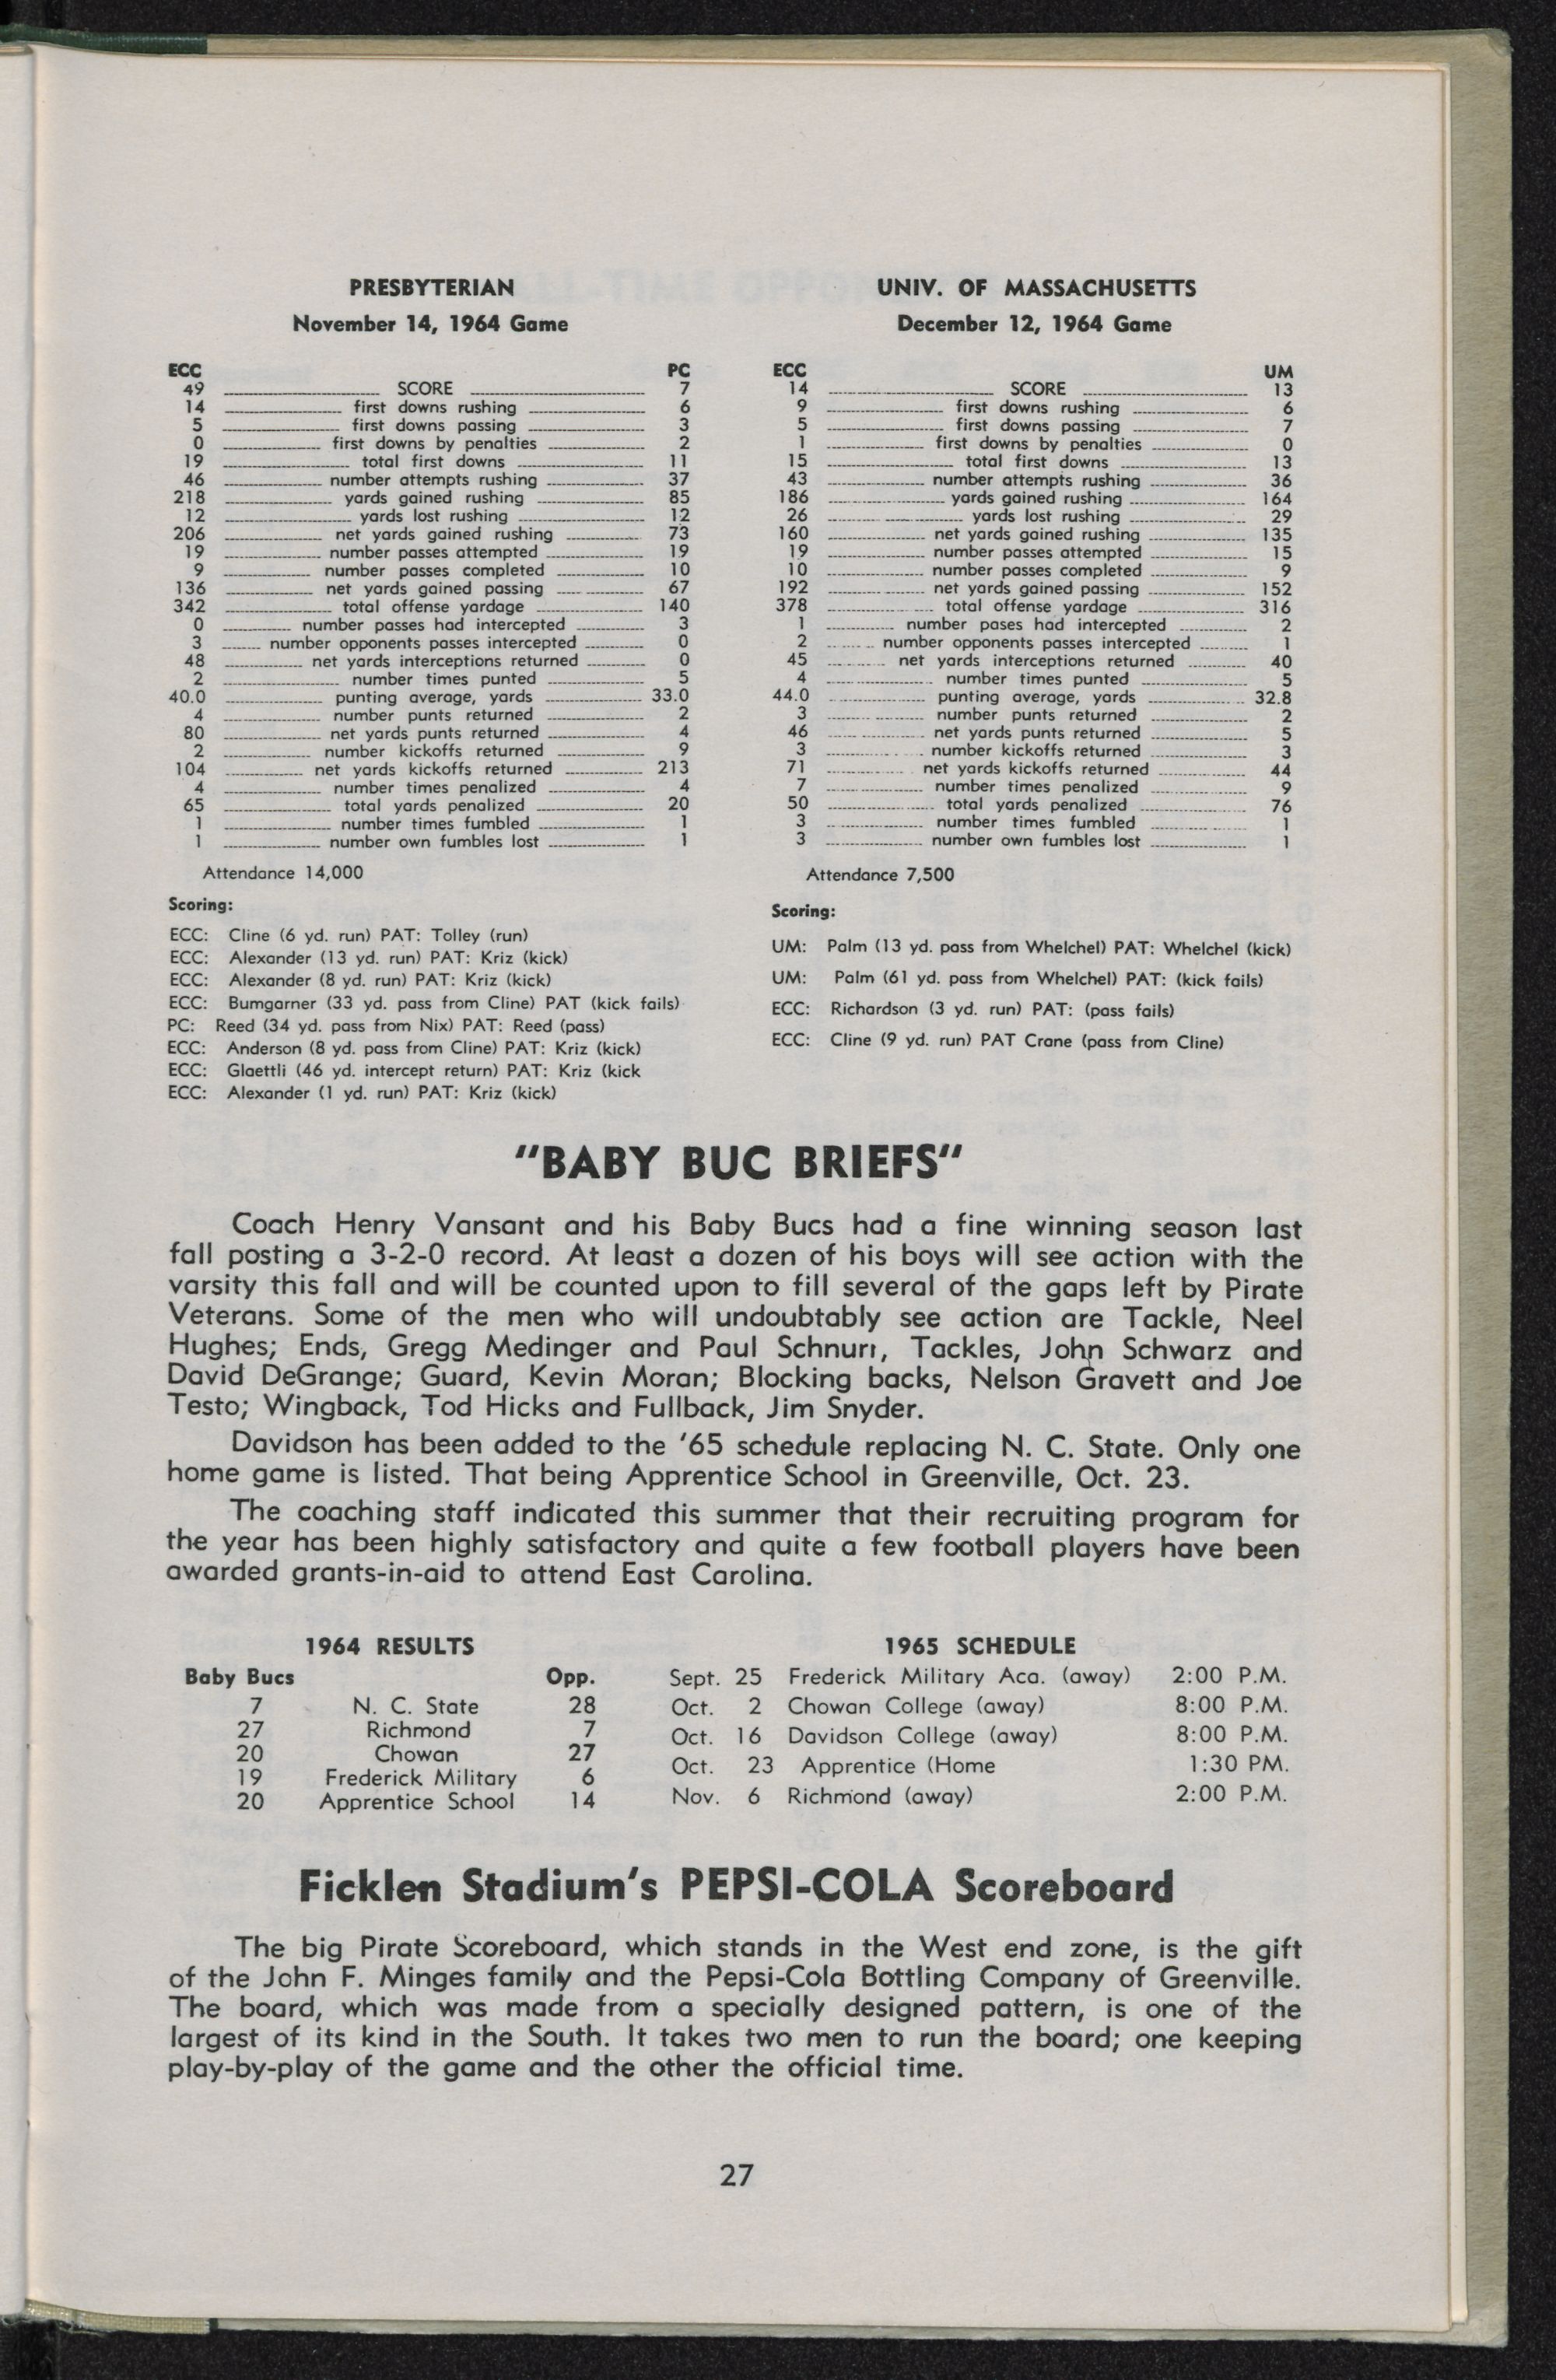 PRESBYTERIAN
November 14, 1964 Game
ECC PC
49 SCORE 7
14 first downs rushing 6
5 first downs passing 3
0 first downs by penalties 2
19 total first downs 11
46 number attempts rushing 37
218 yards gained rushing 85
12 yards lost rushing 12
206 net yards gained rushing 73
19 number passes attempted 19
9 number passes completed 10
136 net yards gained passing 67
342 total offense yardage 140
0 number passes had intercepted 3
3 number opponents passes intercepted 0
48 net yards interceptions returned 0
2 number times punted 5
40.0 punting average, yards 33.0
4 number punts returned 2
80 net yards punts returned 4
2 number kickoffs returned 9
104 net yards kickoffs returned 213
4 number times penalized 4
65 total yards penalized 20
1 number times fumbled 1
1 number own fumbles lost 1
Attendance 14,000
Scoring:
ECC: Cline (6 yd. run) PAT: Tolley (run)
ECC: Alexander (13 yd. run) PAT: Kriz (kick)
ECC: Alexander (8 yd. run) PAT: Kriz (kick)
ECC: Bumgarner (33 yd. pass from Cline) PAT (kick fails)
PC: Reed (34 yd. pass from Nix) PAT: Reed (pass)
ECC: Anderson (8 yd. pass from Cline) PAT: Kriz (kick)
ECC: Glaettli (46 yd. intercept return) PAT: Kriz (kick
ECC: Alexander (1 yd. run) PAT: Kriz (kick)
UNIV. OF MASSACHUSETTS
December 12, 1964 Game
ECC UM
14 SCORE 13
9 first downs rushing 6
5 first downs passing 7
1 first downs by penalties 0
15 total first downs 13
43 number attempts rushing 36
186 yards gained rushing 164
26 yards lost rushing 29
160 net yards gained rushing 135
19 number passes attempted 15
10 number passes completed 9
192 net yards gained passing 152
378 total offense yardage 316
1 number pases had intercepted 2
2 number opponents passes intercepted 1
45 net yards interceptions returned 40
4 number times punted 5
44.0 punting average, yards 32.8
3 number punts returned 2
46 net yards punts returned 5
3 number kickoffs returned 3
71 net yards kickoffs returned 44
7 number times penalized 9
50 total yards penalized 76
3 number times fumbled 1
3 number own fumbles lost 1
Attendance 7,500
Scoring:
UM: Palm (13 yd. pass from Whelchel) PAT: Whelchel (kick)
UM: Palm (61 yd. pass from Whelchel) PAT: (kick fails)
ECC: Richardson (3 yd. run) PAT: (pass fails)
ECC: Cline (9 yd. run) PAT Crane (pass from Cline)
"BABY BUC BRIEFS"
Coach Henry Vansant and his Baby Bucs had a fine winning season last
fall posting a 3-2-0 record. At least a dozen of his boys will see action with the
varsity this fall and will be counted upon to fill several of the gaps left by Pirate
Veterans. Some of the men who will undoubtably see action are Tackle, Neel
Hughes; Ends, Gregg Medinger and Paul Schnurr, Tackles, John Schwarz and
David DeGrange; Guard, Kevin Moran; Blocking backs, Nelson Gravett and Joe
Testo; Wingback, Tod Hicks and Fullback, Jim Snyder.
Davidson has been added to the '65 schedule replacing N. C. State. Only one
home game is listed. That being Apprentice School in Greenville, Oct. 23.
The coaching staff indicated this summer that their recruiting program for
the year has been highly satisfactory and quite a few football players have been
awarded grants-in-aid to attend East Carolina.
1964 RESULTS
Baby Bucs Opp.
7 N. C. State 28
27 Richmond 7
20 Chowan 27
19 Frederick Military 6
20 Apprentice School 14
1965 SCHEDULE
Sept. 25 Frederick Military Aca. (away) 2:00 P.M.
Oct. 2 Chowan College (away) 8:00 P.M.
Oct. 16 Davidson College (away) 8:00 P.M.
Oct. 23 Apprentice (Home 1:30 PM.
Nov. 6 Richmond (away) 2:00 P.M.
Ficklen Stadium's PEPSI-COLA Scoreboard
The big Pirate Scoreboard, which stands in the West end zone, is the gift
of the John F. Minges family and the Pepsi-Cola Bottling Company of Greenville.
The board, which was made from a specially designed pattern, is one of the
largest of its kind in the South. It takes two men to run the board; one keeping
play-by-play of the game and the other the official time.
27